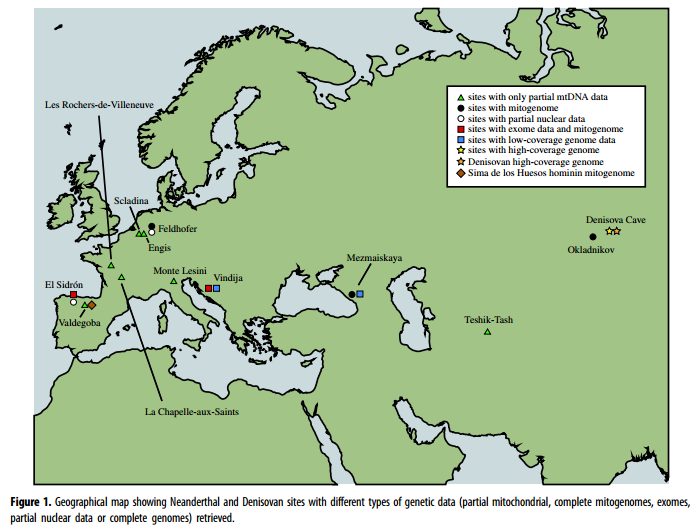 Les Rochers-de-Villeneuve
sites with only partial mtDNA data
sites with mitogenome
sites with partial nuclear data
sites with exome data and mitogenome
sites with low-coverage genome data
sites with high-coverage genome
Denisovan high-coverage genome
Sima de los Huesos hominin mitogenome
Scladina
Feldhofer
Engis
Denisova Cave
Okladnikov
Mezmaiskaya
Monte Lesini
Vindija
El Sidrón
Valdegoba
Teshik-Tash
La Chapelle-aux-Saints
Figure 1. Geographical map showing Neanderthal and Denisovan sites with different types of genetic data (partial mitochondrial, complete mitogenomes, exomes,
partial nuclear data or complete genomes) retrieved.